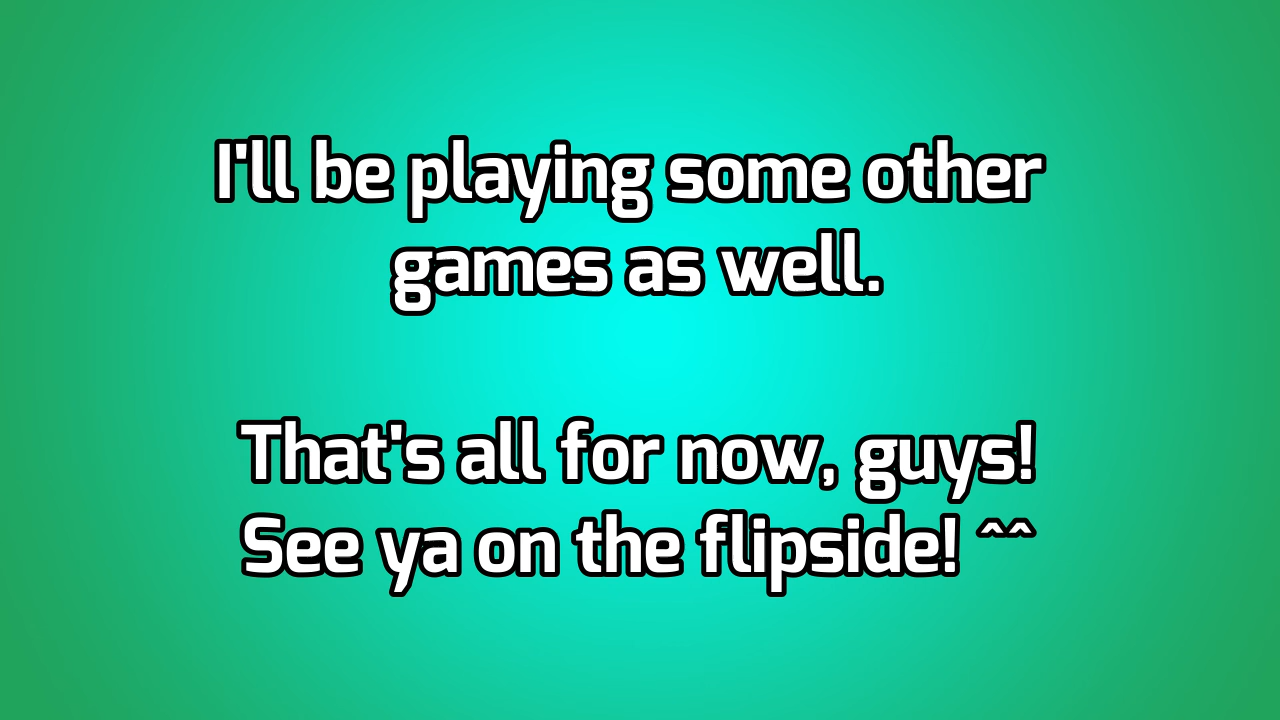 I'll be playing some other
games as well.
That's all for now, guys!
See ya on the flipside! ^^